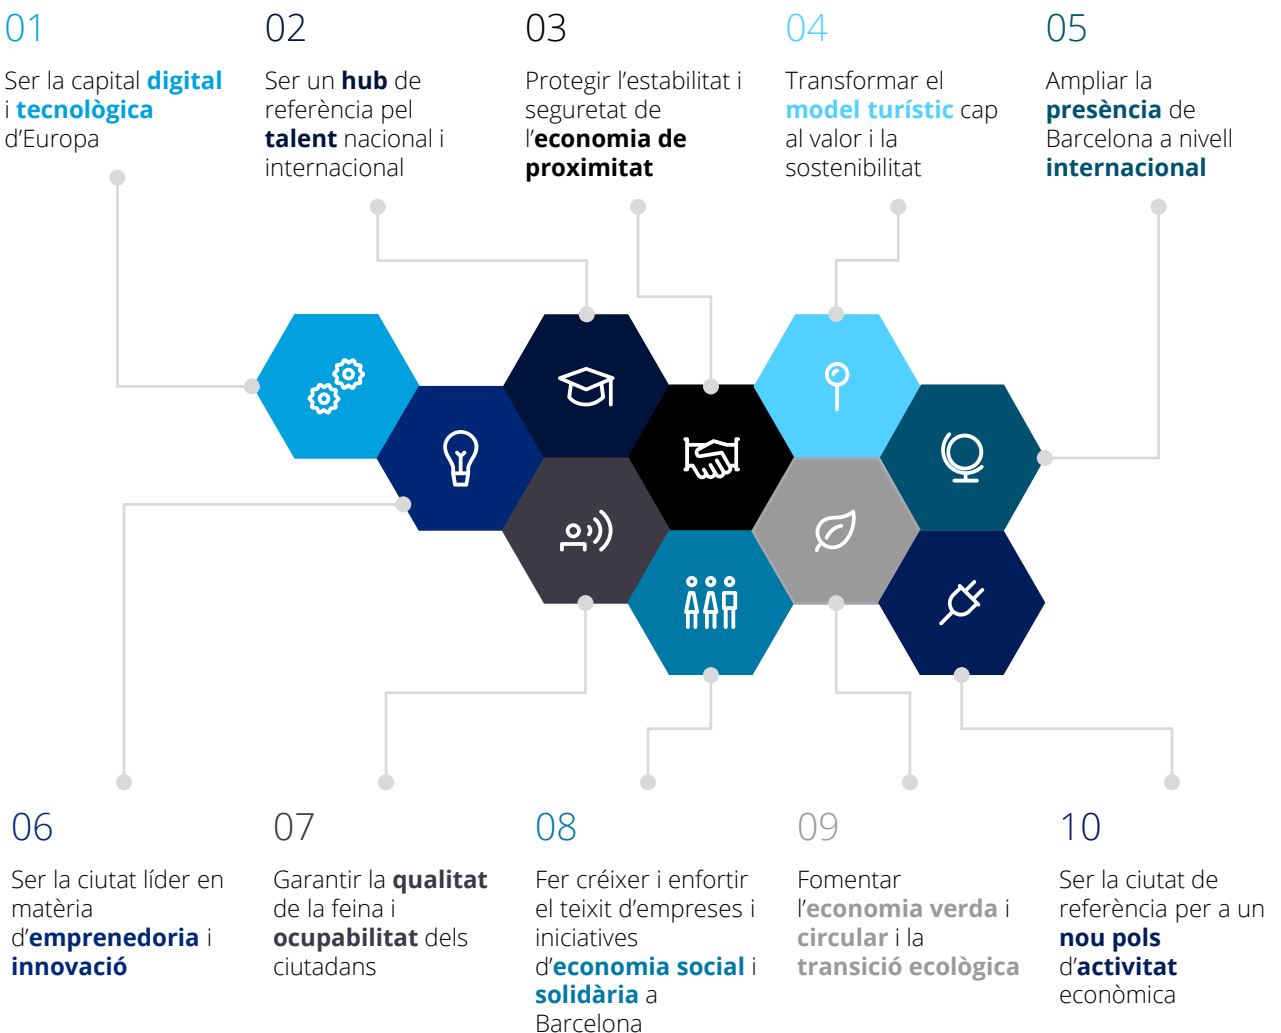 01
Ser la capital digital
i tecnològica
d’Europa
02
Ser un hub de
referència pel
talent nacional i
internacional
03
Protegir l’estabilitat i
seguretat de
l’economia de
proximitat
04
Transformar el
model turístic cap
al valor i la
sostenibilitat
05
Ampliar la
presència de
Barcelona a nivell
internacional
06
Ser la ciutat líder en
matèria
d’emprenedoria i
innovació
07
Garantir la qualitat
de la feina i
ocupabilitat dels
ciutadans
08
Fer créixer i enfortir
el teixit d’empreses i
iniciatives
d’economia social i
solidària a
Barcelona
09
Fomentar
l’economia verda i
circular i la
transició ecològica
10
Ser la ciutat de
referència per a un
nou pols
d’activitat
econòmica